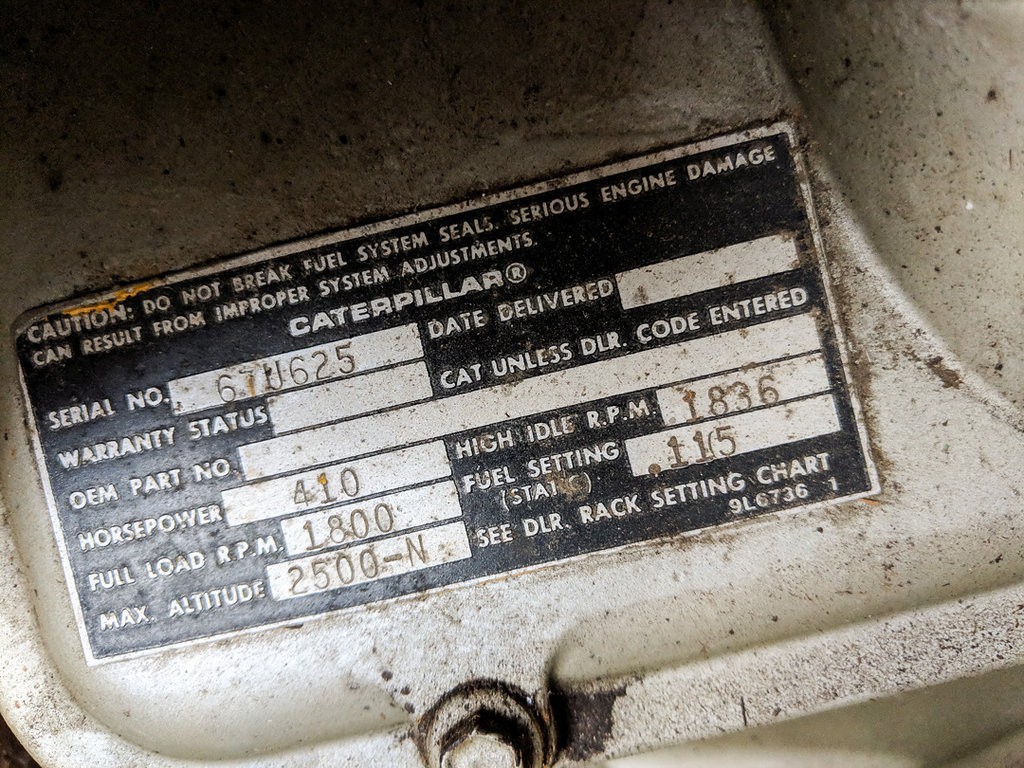 CAUTION: DO NOT BREAK FUEL SYSTEM SEALS. SERIOUS ENGINE DAMAGE
CAN RESULT FROM IMPROPER SYSTEM ADJUSTMENTS.
CATERPILLAR®
SERIAL NO. 67U625 DATE DELIVERED
WARRANTY STATUS CAT UNLESS DLR. CODE ENTERED
OEM PART NO.
HORSEPOWER 410 HIGH IDLE R.P.M. 1836
FULL LOAD R.P.M. 1800 FUEL SETTING .115
(STATIC)
MAX. ALTITUDE 2500-N SEE DLR. RACK SETTING CHART
9L6736 1